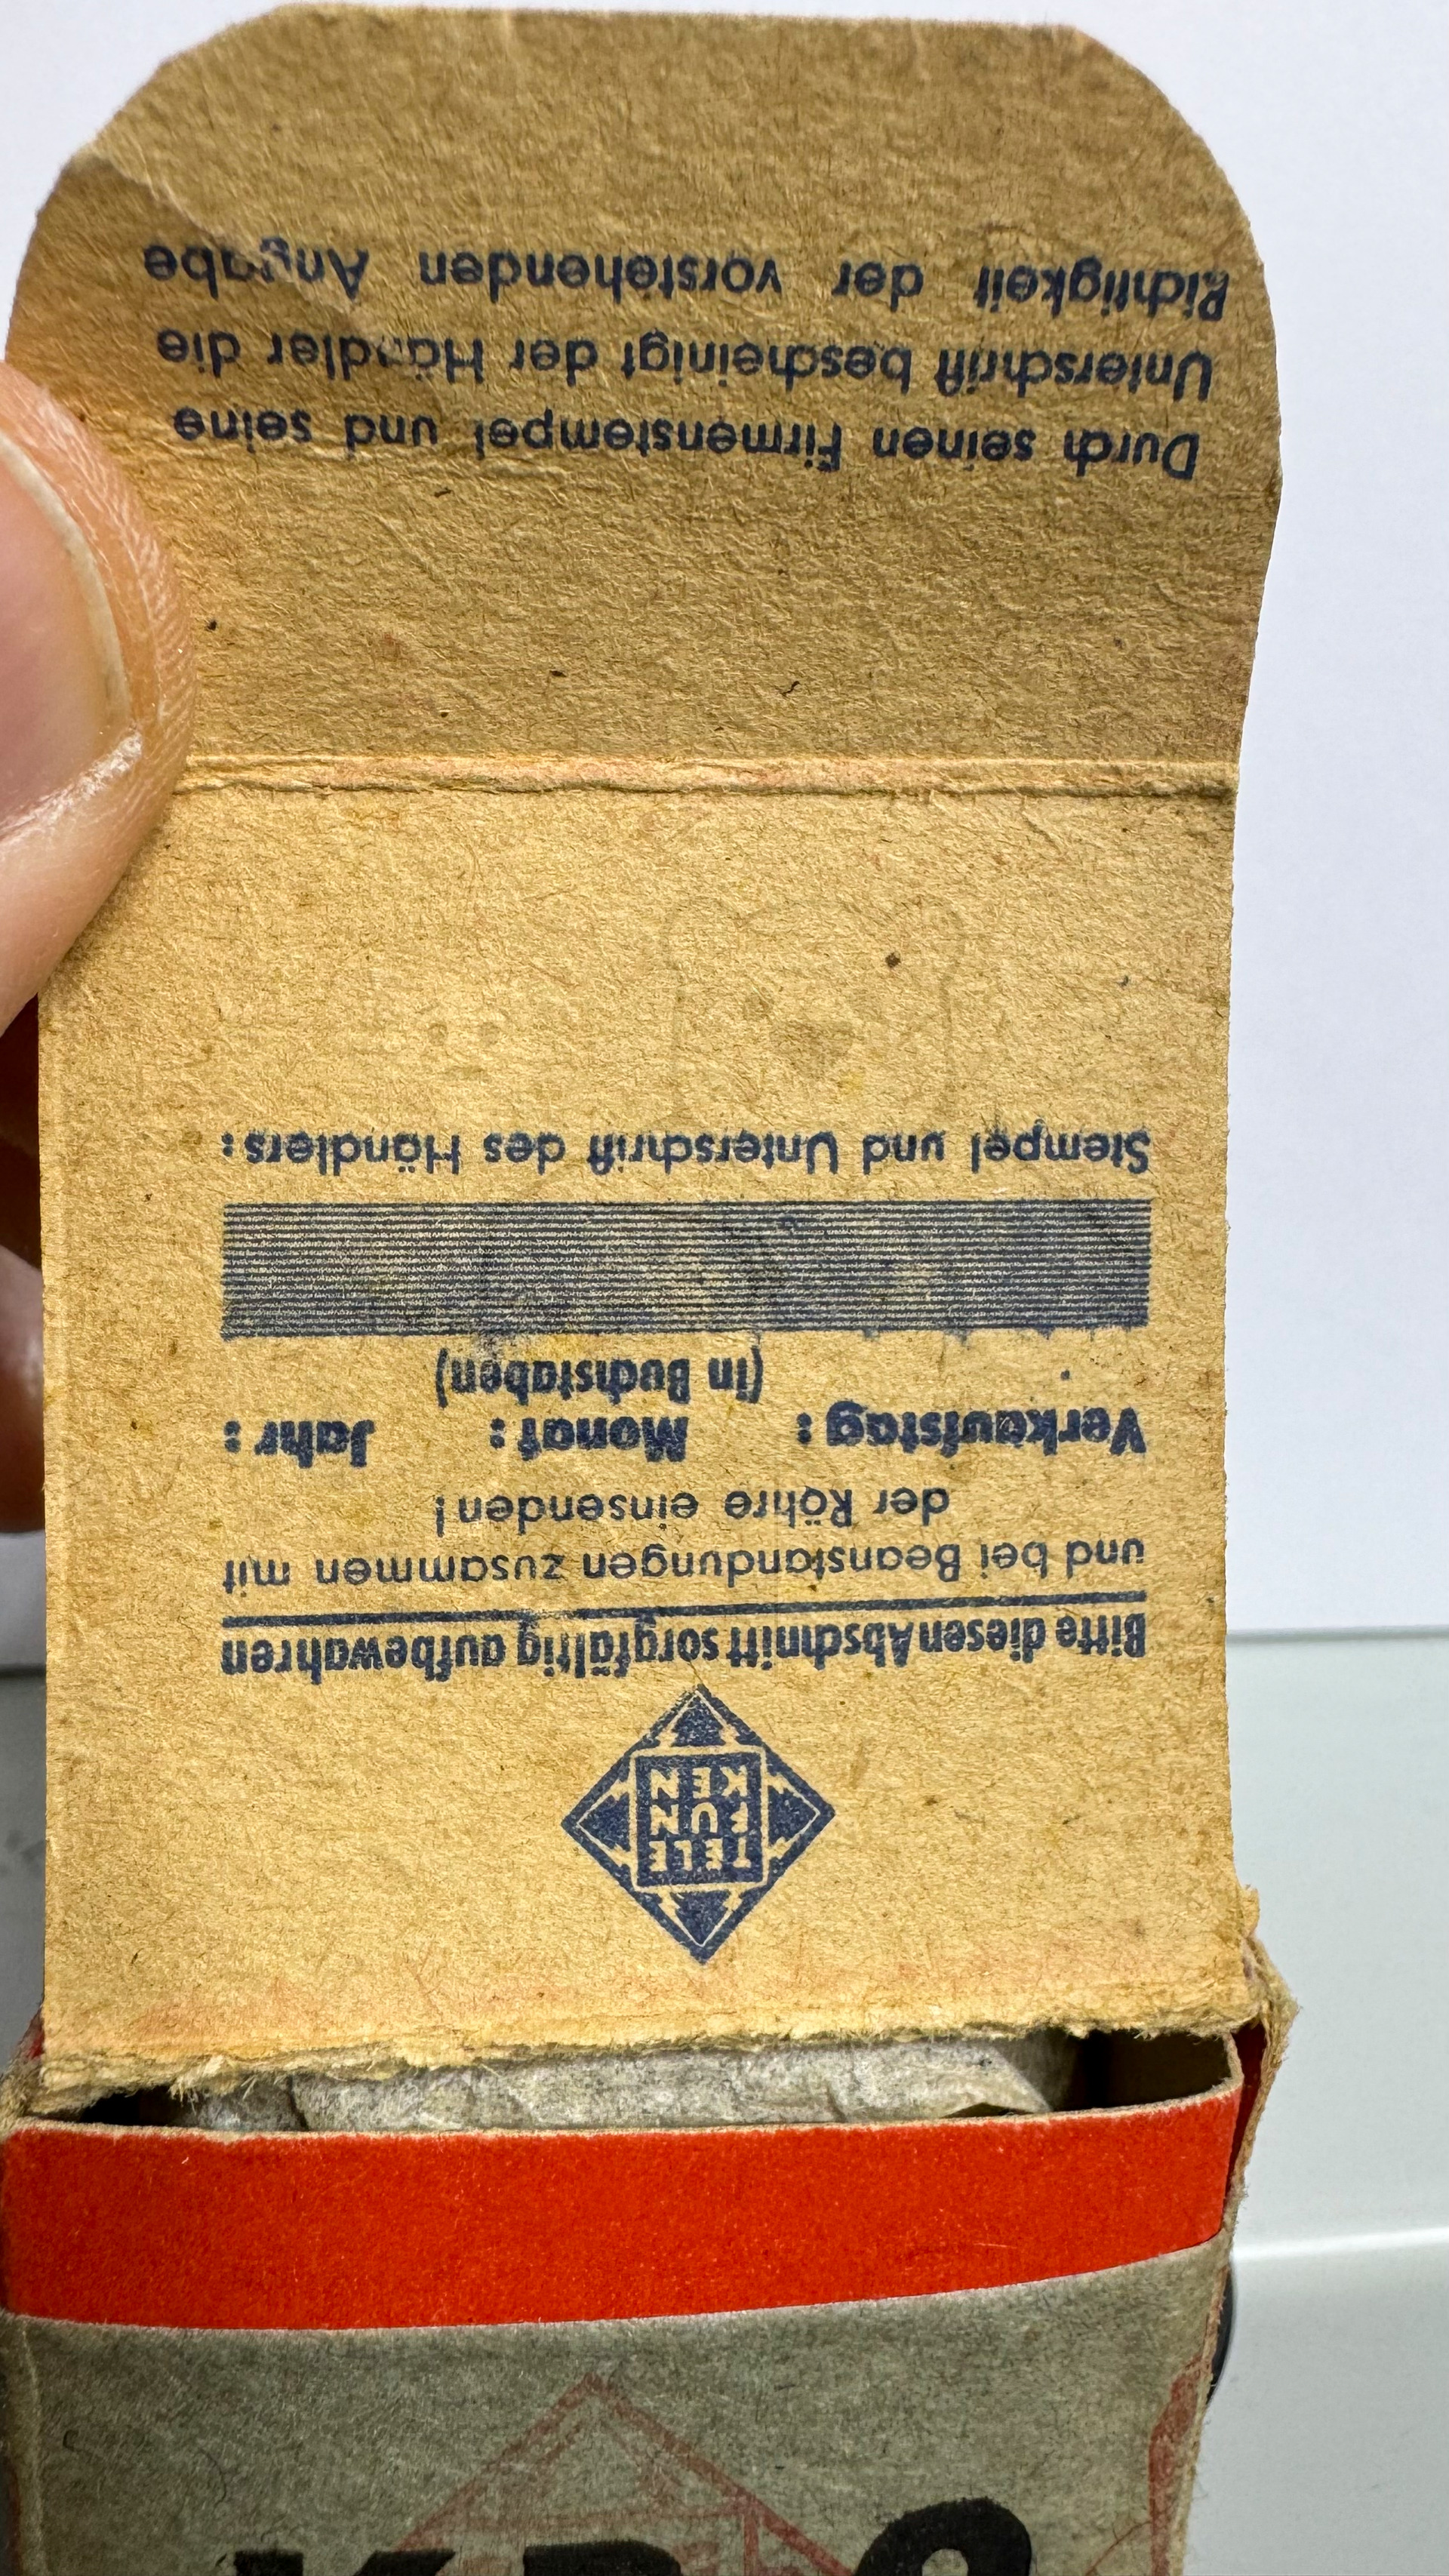 TELE
FUN
KEN
Bitte diesen Abschnitt sorgfältig aufbewahren
und bei Beanstandungen zusammen mit
der Röhre einsenden!
Verkaufstag: Monat: Jahr:
(in Buchstaben)
Stempel und Unterschrift des Händlers:
Durch seinen Firmenstempel und seine
Unterschrift bescheinigt der Händler die
Richtigkeit der vorstehenden Angabe